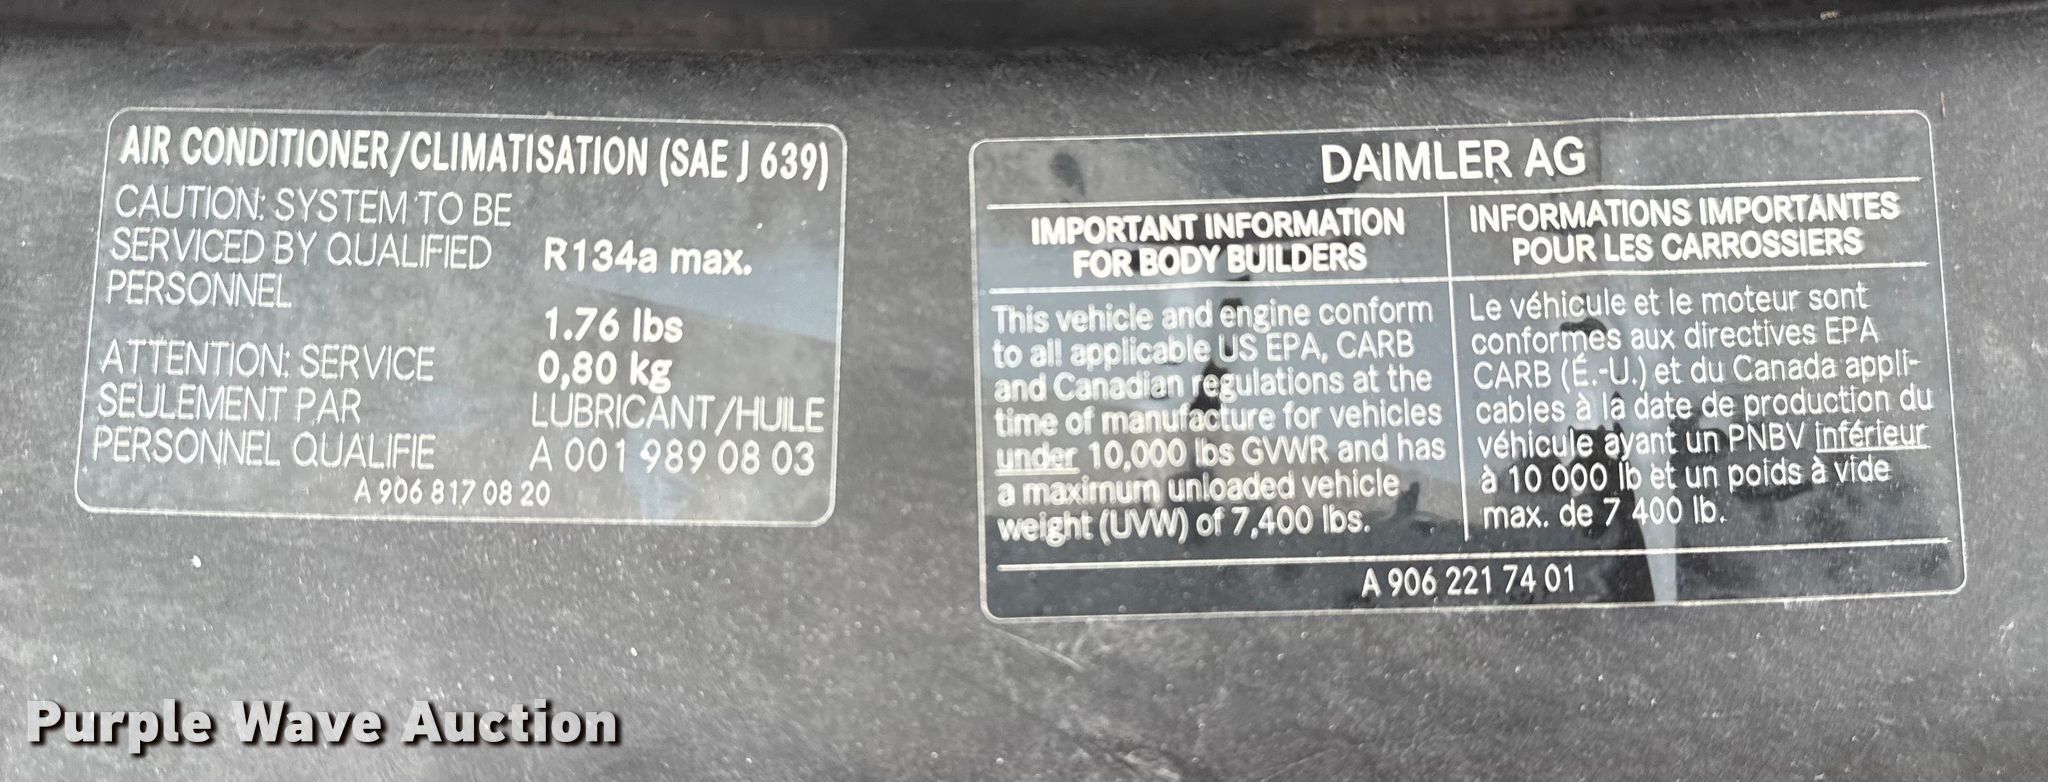 AIR CONDITIONER/CLIMATISATION (SAE J 639)
CAUTION: SYSTEM TO BE
SERVICED BY QUALIFIED
PERSONNEL
ATTENTION: SERVICE
SEULEMENT PAR
PERSONNEL QUALIFIE
R134a max.
1.76 lbs
0,80 kg
LUBRICANT/HUILE
A 001 989 08 03
A 906 817 08 20
DAIMLER AG
IMPORTANT INFORMATION
FOR BODY BUILDERS
This vehicle and engine conform
to all applicable US EPA, CARB
and Canadian regulations at the
time of manufacture for vehicles
under 10,000 lbs GVWR and has
a maximum unloaded vehicle
weight (UVW) of 7,400 lbs.
INFORMATIONS IMPORTANTES
POUR LES CARROSSIERS
Le véhicule et le moteur sont
conformes aux directives EPA
CARB (É.-U.) et du Canada appli-
cables à la date de production du
véhicule ayant un PNBV inférieur
à 10 000 lb et un poids à vide
max. de 7 400 lb.
A 906 221 74 01
Purple Wave Auction